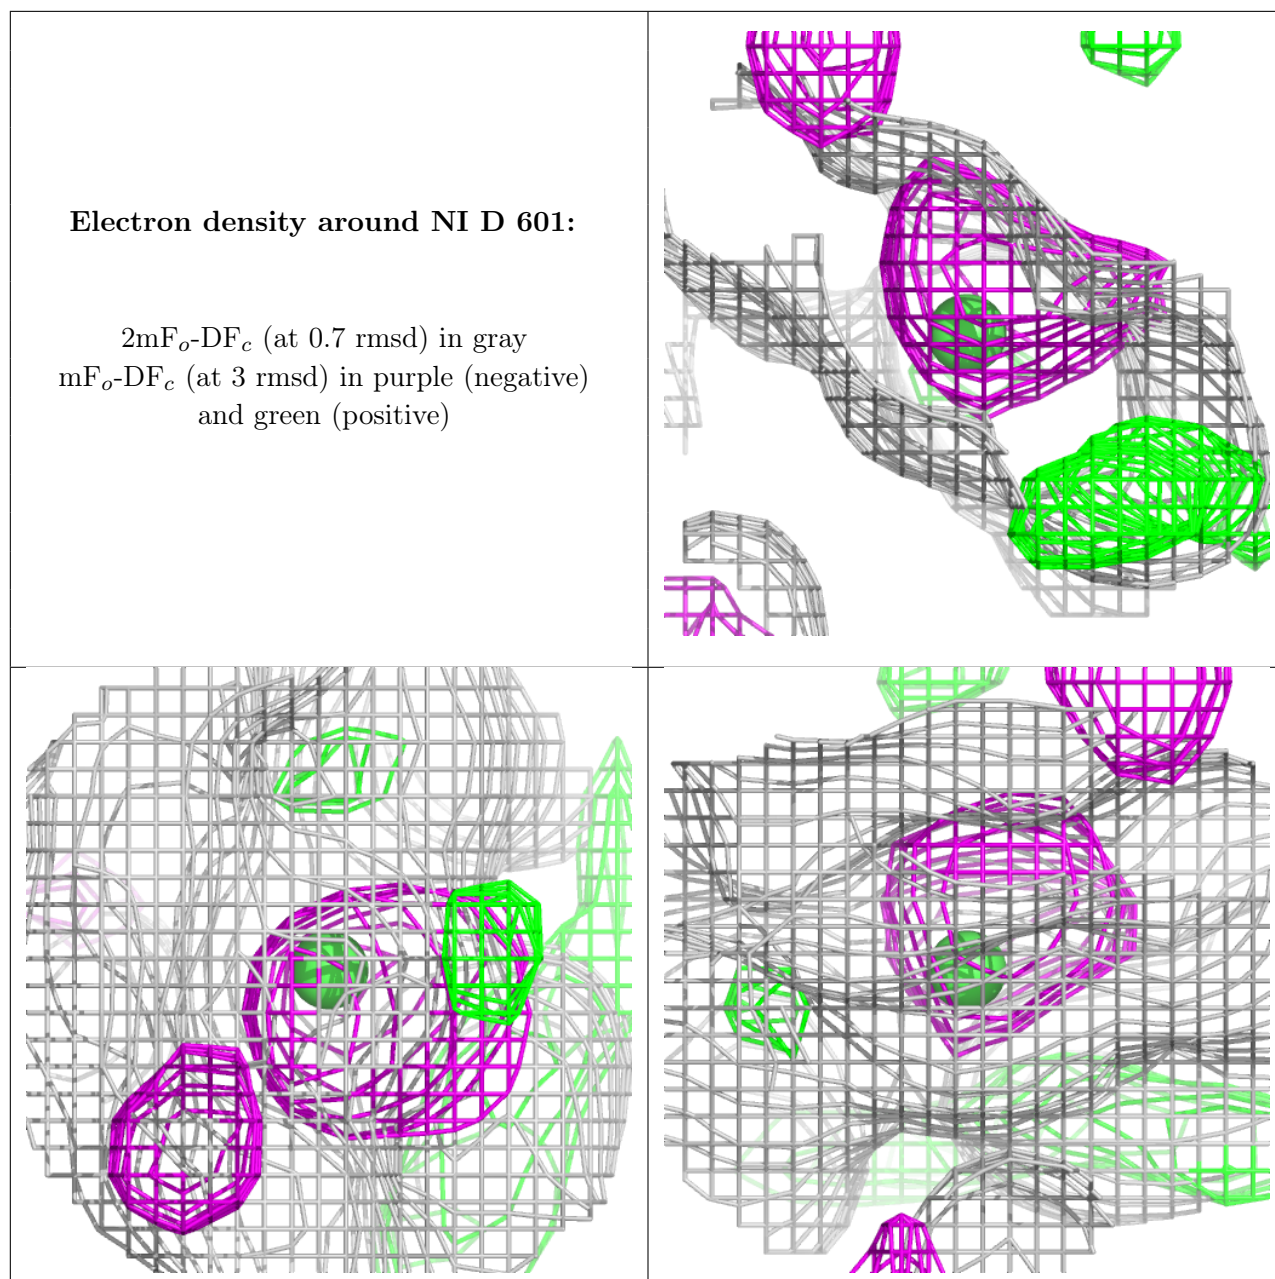 Electron density around NI D 601:
2mFo-DFc (at 0.7 rmsd) in gray
mFo-DFc (at 3 rmsd) in purple (negative)
and green (positive)